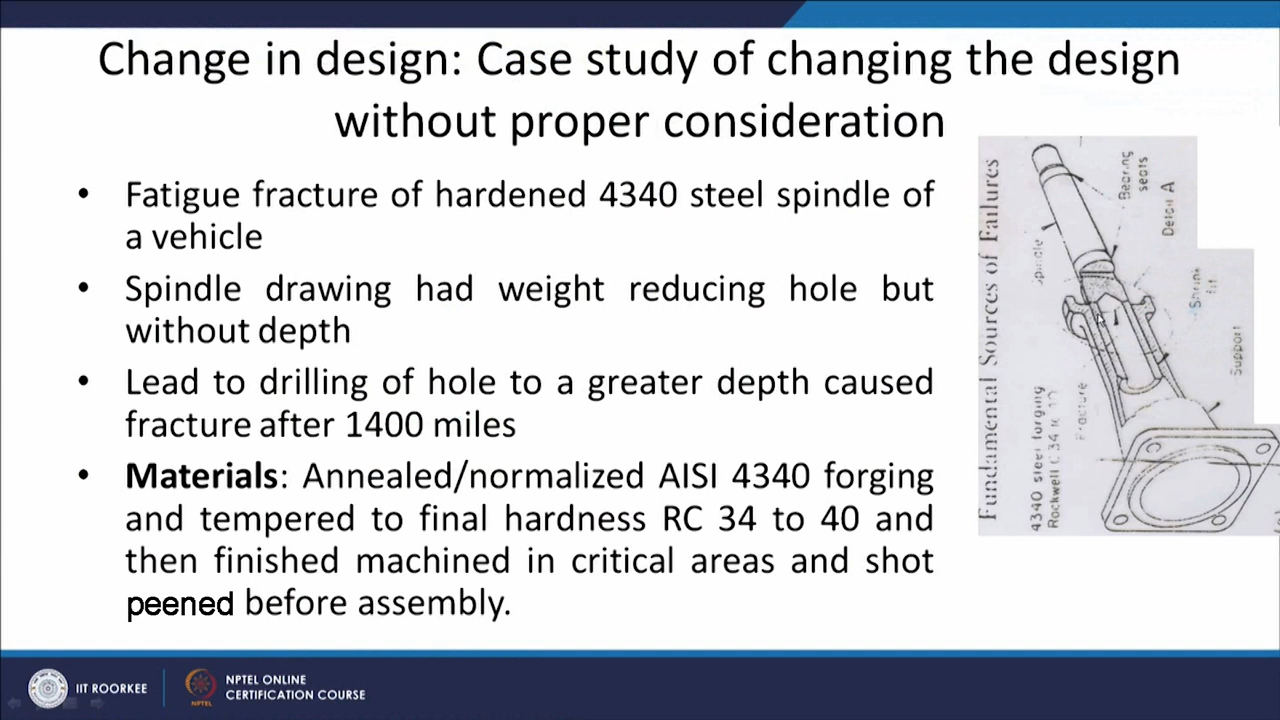 Change in design: Case study of changing the design
without proper consideration
• Fatigue fracture of hardened 4340 steel spindle of
a vehicle
• Spindle drawing had weight reducing hole but
without depth
• Lead to drilling of hole to a greater depth caused
fracture after 1400 miles
• Materials: Annealed/normalized AISI 4340 forging
and tempered to final hardness RC 34 to 40 and
then finished machined in critical areas and shot
peened before assembly.
Fundamental Sources of Failures
4340 steel forging
Rockwell C 34
Fracture
Spindle
Bearing
seats
Detail A
Shrink
fit
Support
IIT ROORKEE
NPTEL ONLINE
CERTIFICATION COURSE
NPTEL